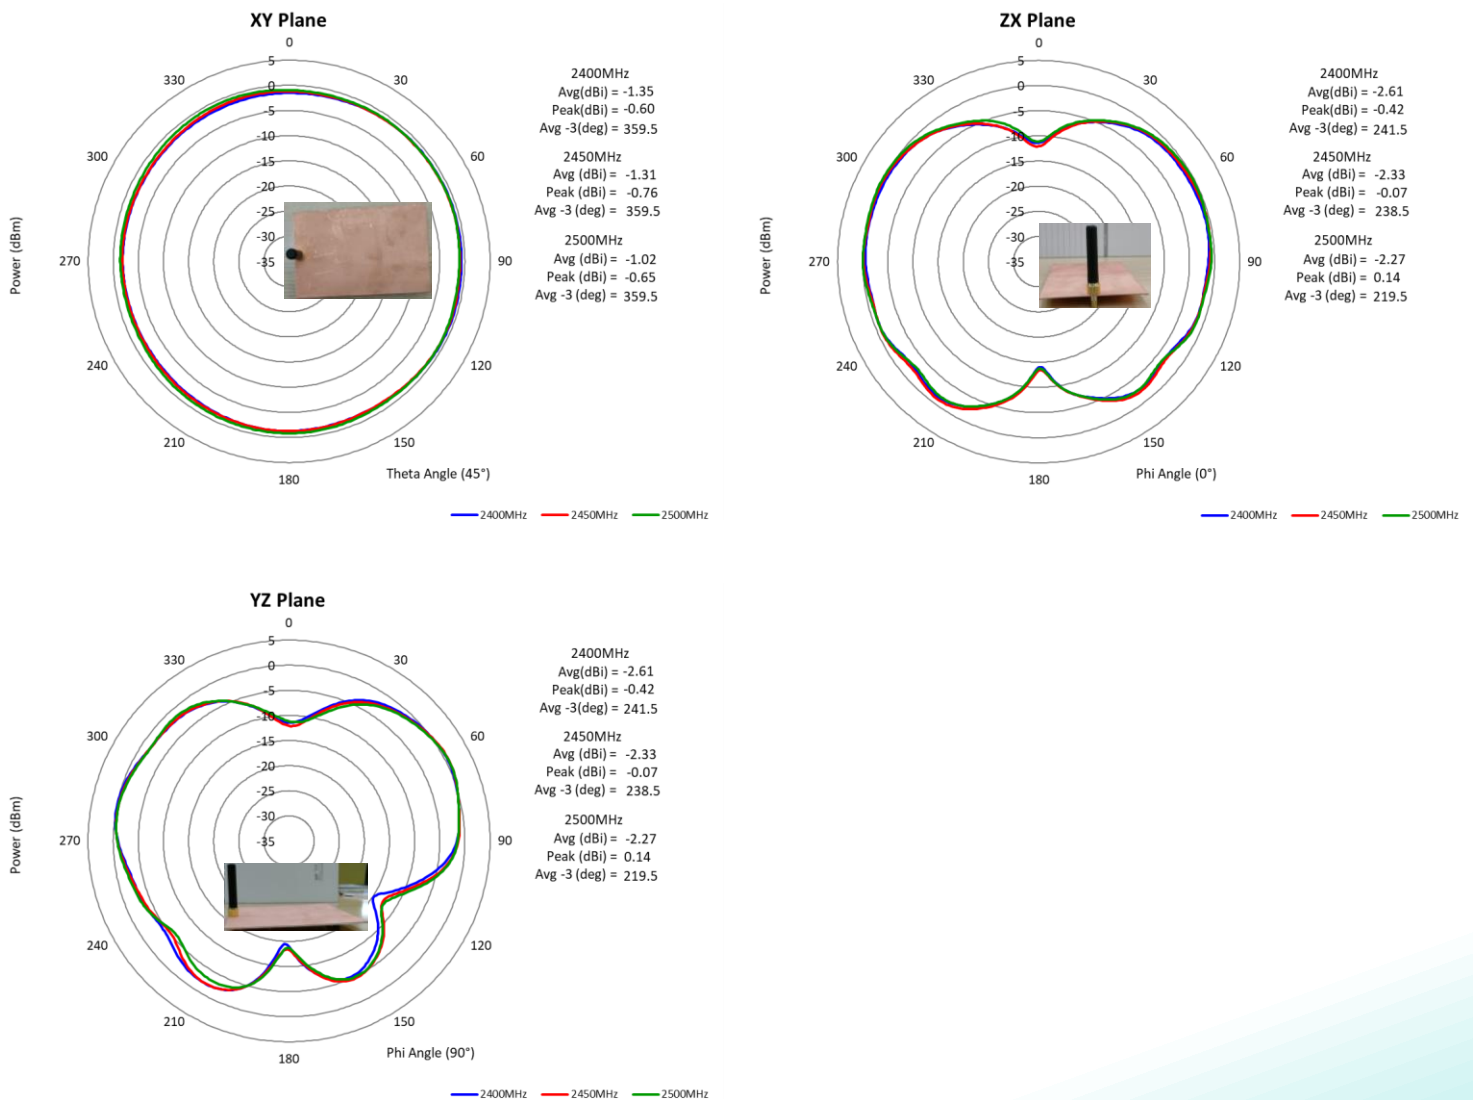 XY Plane
0
30
60
90
120
150
180
210
240
270
300
330
5
0
-5
-10
-15
-20
-25
-30
-35
Power (dBm)
Theta Angle (45°)
2400MHz
Avg(dBi) = -1.35
Peak(dBi) = -0.60
Avg -3(deg) = 359.5
2450MHz
Avg (dBi) = -1.31
Peak (dBi) = -0.76
Avg -3 (deg) = 359.5
2500MHz
Avg (dBi) = -1.02
Peak (dBi) = -0.65
Avg -3 (deg) = 359.5
2400MHz 2450MHz 2500MHz
ZX Plane
0
30
60
90
120
150
180
210
240
270
300
330
5
0
-5
-10
-15
-20
-25
-30
-35
Power (dBm)
Phi Angle (0°)
2400MHz
Avg(dBi) = -2.61
Peak(dBi) = -0.42
Avg -3(deg) = 241.5
2450MHz
Avg (dBi) = -2.33
Peak (dBi) = -0.07
Avg -3 (deg) = 238.5
2500MHz
Avg (dBi) = -2.27
Peak (dBi) = 0.14
Avg -3 (deg) = 219.5
2400MHz 2450MHz 2500MHz
YZ Plane
0
30
60
90
120
150
180
210
240
270
300
330
5
0
-5
-10
-15
-20
-25
-30
-35
Power (dBm)
Phi Angle (90°)
2400MHz
Avg(dBi) = -2.61
Peak(dBi) = -0.42
Avg -3(deg) = 241.5
2450MHz
Avg (dBi) = -2.33
Peak (dBi) = -0.07
Avg -3 (deg) = 238.5
2500MHz
Avg (dBi) = -2.27
Peak (dBi) = 0.14
Avg -3 (deg) = 219.5
2400MHz 2450MHz 2500MHz